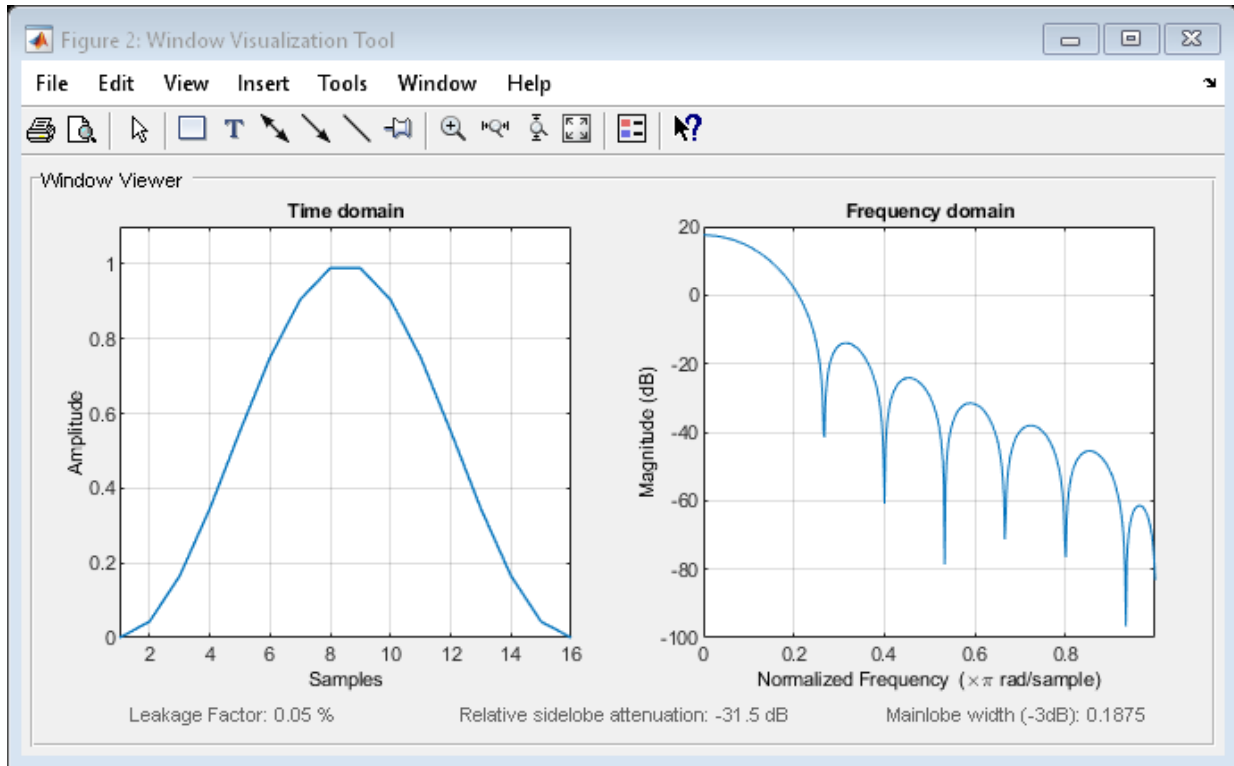 Figure 2: Window Visualization Tool
File Edit View Insert Tools Window Help
T
?
Window Viewer
Time domain
1
0.8
0.6
0.4
0.2
0
Amplitude
2 4 6 8 10 12 14 16
Samples
Frequency domain
20
0
-20
-40
-60
-80
-100
Magnitude (dB)
0 0.2 0.4 0.6 0.8
Normalized Frequency (×π rad/sample)
Leakage Factor: 0.05 % Relative sidelobe attenuation: -31.5 dB Mainlobe width (-3dB): 0.1875